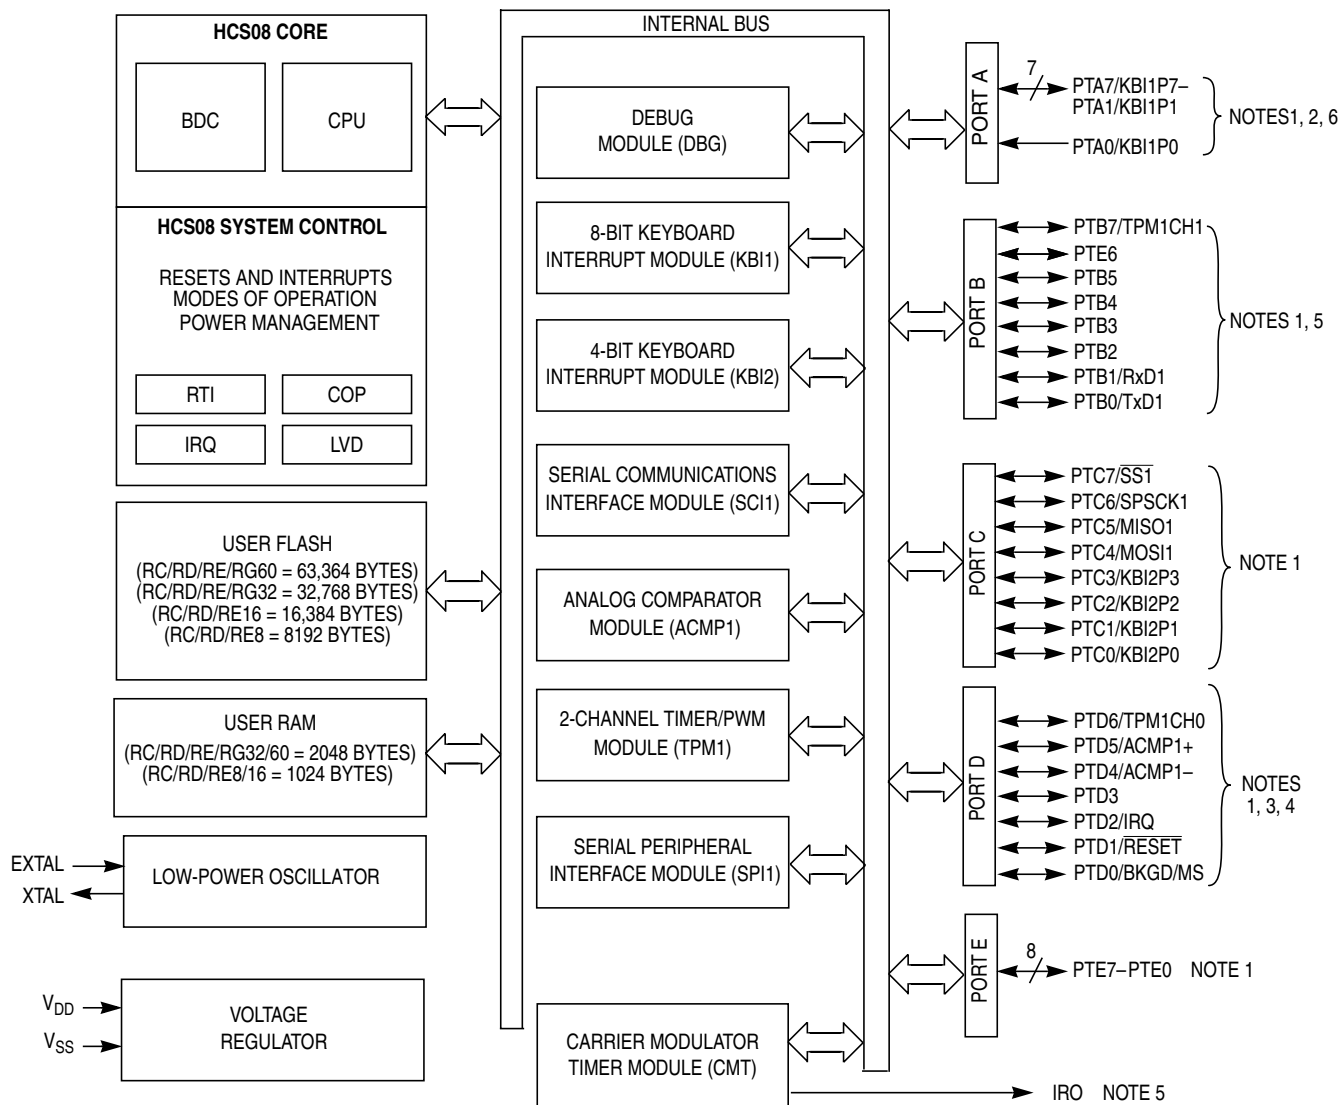 HCS08 CORE
BDC
CPU
HCS08 SYSTEM CONTROL
RESETS AND INTERRUPTS
MODES OF OPERATION
POWER MANAGEMENT
RTI
COP
IRQ
LVD
USER FLASH
(RC/RD/RE/RG60 = 63,364 BYTES)
(RC/RD/RE/RG32 = 32,768 BYTES)
(RC/RD/RE16 = 16,384 BYTES)
(RC/RD/RE8 = 8192 BYTES)
USER RAM
(RC/RD/RE/RG32/60 = 2048 BYTES)
(RC/RD/RE8/16 = 1024 BYTES)
EXTAL
XTAL
LOW-POWER OSCILLATOR
VDD
VSS
VOLTAGE
REGULATOR
INTERNAL BUS
DEBUG
MODULE (DBG)
8-BIT KEYBOARD
INTERRUPT MODULE (KBI1)
4-BIT KEYBOARD
INTERRUPT MODULE (KBI2)
SERIAL COMMUNICATIONS
INTERFACE MODULE (SCI1)
ANALOG COMPARATOR
MODULE (ACMP1)
2-CHANNEL TIMER/PWM
MODULE (TPM1)
SERIAL PERIPHERAL
INTERFACE MODULE (SPI1)
CARRIER MODULATOR
TIMER MODULE (CMT)
PORT A
7
PTA7/KBI1P7–
PTA1/KBI1P1
PTA0/KBI1P0
NOTES1, 2, 6
PORT B
PTB7/TPM1CH1
PTE6
PTB5
PTB4
PTB3
PTB2
PTB1/RxD1
PTB0/TxD1
NOTES 1, 5
PORT C
PTC7/SS1
PTC6/SPSCK1
PTC5/MISO1
PTC4/MOSI1
PTC3/KBI2P3
PTC2/KBI2P2
PTC1/KBI2P1
PTC0/KBI2P0
NOTE 1
PORT D
PTD6/TPM1CH0
PTD5/ACMP1+
PTD4/ACMP1–
PTD3
PTD2/IRQ
PTD1/RESET
PTD0/BKGD/MS
NOTES
1, 3, 4
PORT E
8
PTE7–PTE0 NOTE 1
IRO NOTE 5